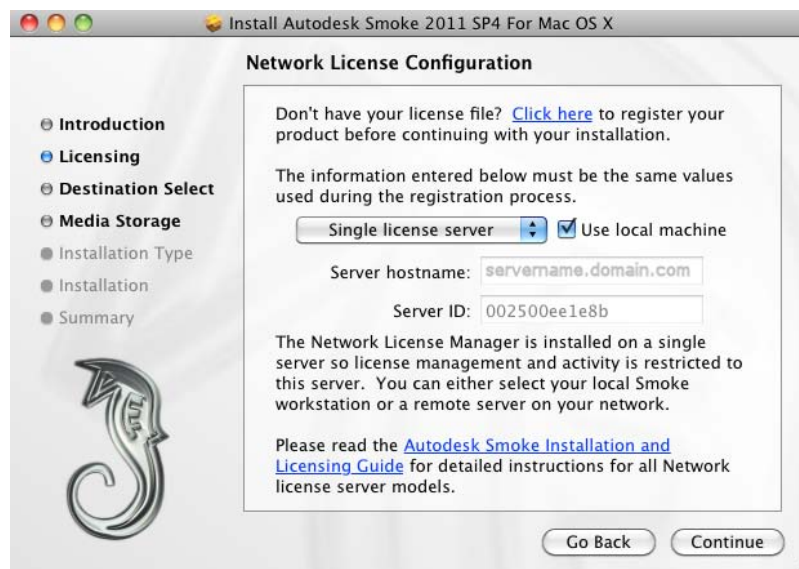 Install Autodesk Smoke 2011 SP4 For Mac OS X
Network License Configuration
Introduction
Licensing
Destination Select
Media Storage
Installation Type
Installation
Summary
Don't have your license file? Click here to register your
product before continuing with your installation.
The information entered below must be the same values
used during the registration process.
Single license server
Use local machine
Server hostname: servername.domain.com
Server ID: 002500ee1e8b
The Network License Manager is installed on a single
server so license management and activity is restricted to
this server. You can either select your local Smoke
workstation or a remote server on your network.
Please read the Autodesk Smoke Installation and
Licensing Guide for detailed instructions for all Network
license server models.
Go Back
Continue